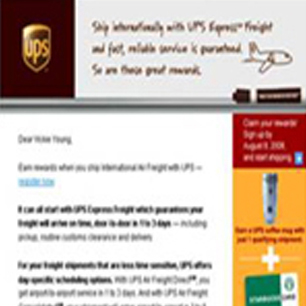 ups
Ship internationally with UPS Express Freight
and fast, reliable service is guaranteed.
So are these great rewards.
Claim your rewards!
Sign up by
August 8, 2008,
and start shipping.
Dear Vickie Young,
Earn rewards when you ship International Air Freight with UPS —
register now.
It can all start with UPS Express Freight which guarantees your
freight will arrive on time, door to door in 1 to 3 days — including
pickup, routine customs clearance and delivery.
Earn a UPS coffee mug with
your 1 qualifying shipment.
For your freight shipments that are less time sensitive, UPS offers
day-specific scheduling options. With UPS Air Freight Direct℠, you
get airport-to-airport service in 1 to 3 days. And with UPS Air Freight